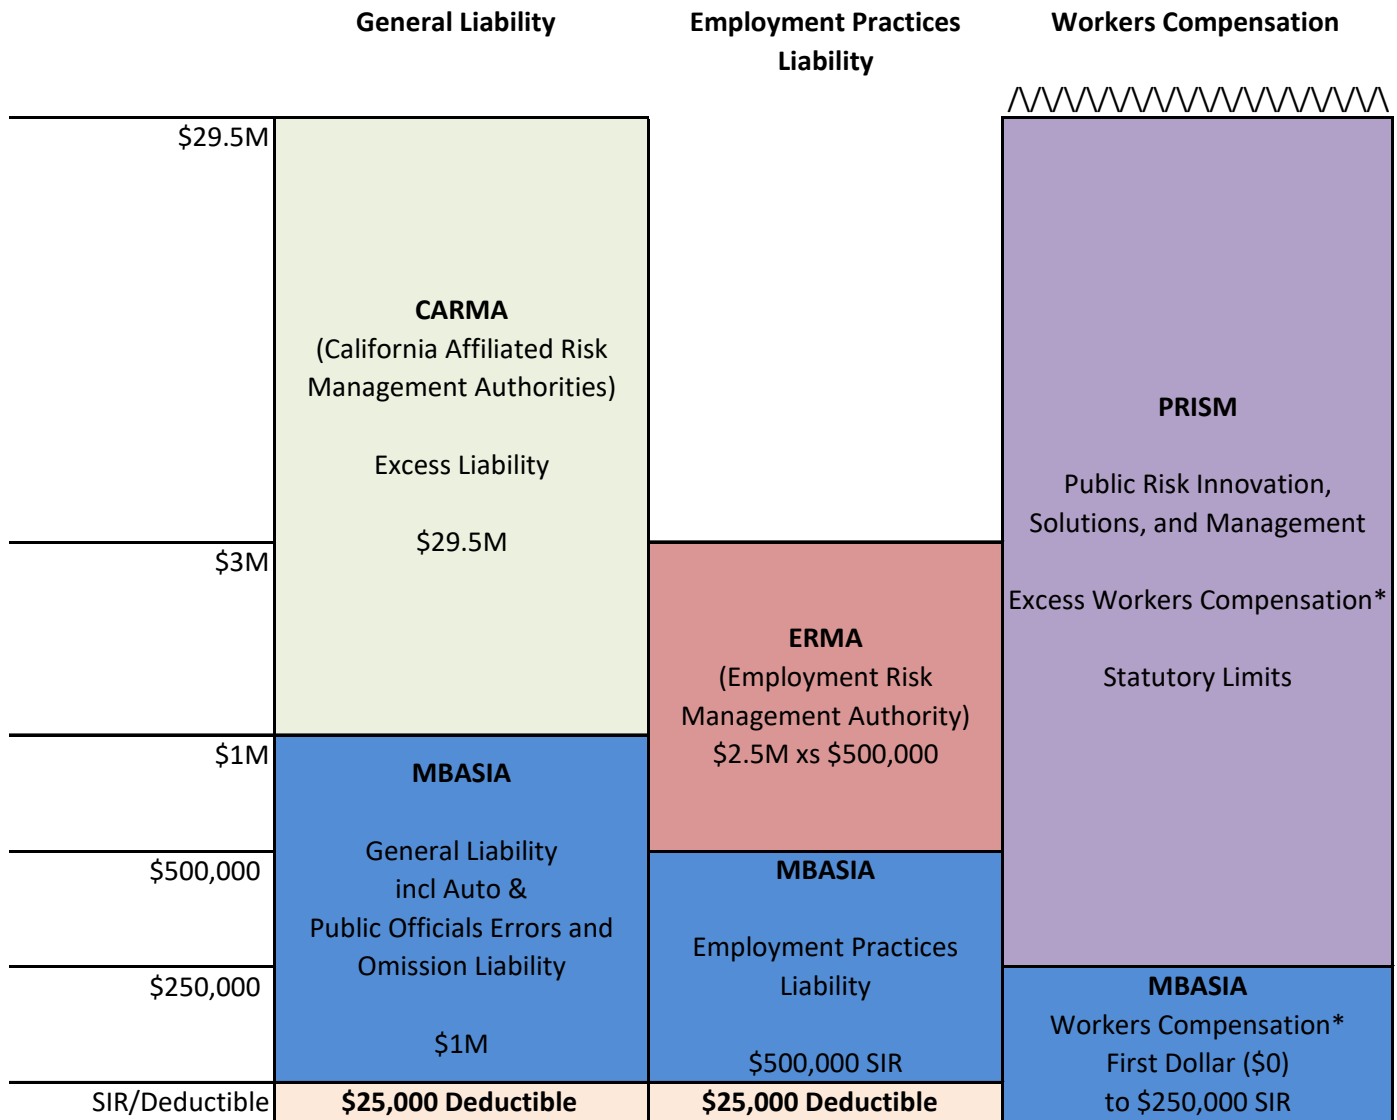 General Liability
Employment Practices
Liability
Workers Compensation
$29.5M
CARMA
(California Affiliated Risk
Management Authorities)
Excess Liability
$29.5M
PRISM
Public Risk Innovation,
Solutions, and Management
Excess Workers Compensation*
Statutory Limits
$3M
ERMA
(Employment Risk
Management Authority)
$2.5M xs $500,000
$1M
MBASIA
General Liability
incl Auto &
Public Officials Errors and
Omission Liability
$1M
$500,000
MBASIA
Employment Practices
Liability
$500,000 SIR
$250,000
MBASIA
Workers Compensation*
First Dollar ($0)
to $250,000 SIR
SIR/Deductible
$25,000 Deductible
$25,000 Deductible